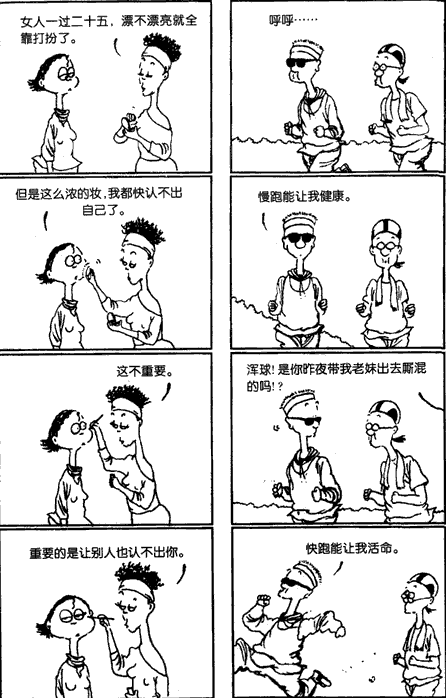 女人一过二十五，漂不漂亮就全
靠打扮了。
但是这么浓的妆，我都快认不出
自己了。
这不重要。
重要的是让别人也认不出你。
呼呼……
慢跑能让我健康。
浑球！是你昨夜带我老妹出去厮混
的吗！？
快跑能让我活命。